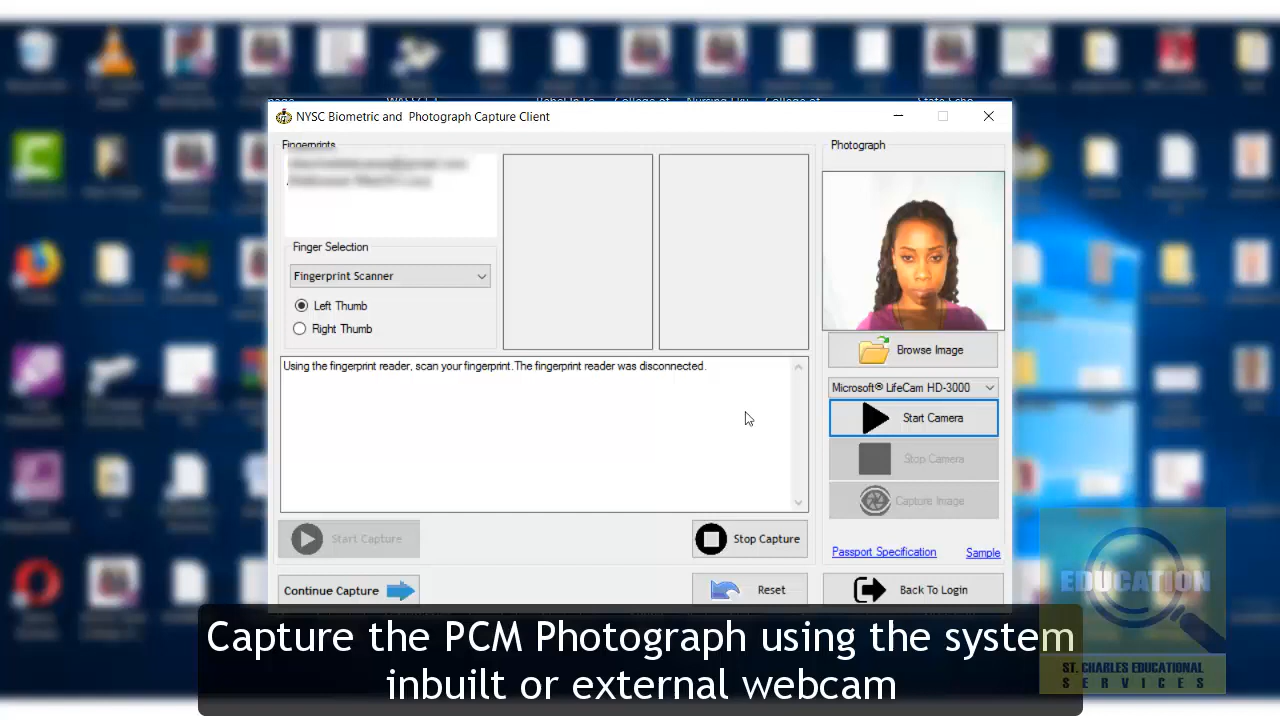 NYSC Biometric and Photograph Capture Client
Fingerprints
Photograph
Finger Selection
Fingerprint Scanner
Left Thumb
Right Thumb
Browse Image
Using the fingerprint reader, scan your fingerprint.The fingerprint reader was disconnected.
Microsoft® LifeCam HD-3000
Start Camera
Stop Camera
Capture Image
Start Capture
Stop Capture
Passport Specification
Sample
Continue Capture
Reset
Back To Login
EDUCATION
ST. CHARLES EDUCATIONAL
SERVICES
Capture the PCM Photograph using the system
inbuilt or external webcam